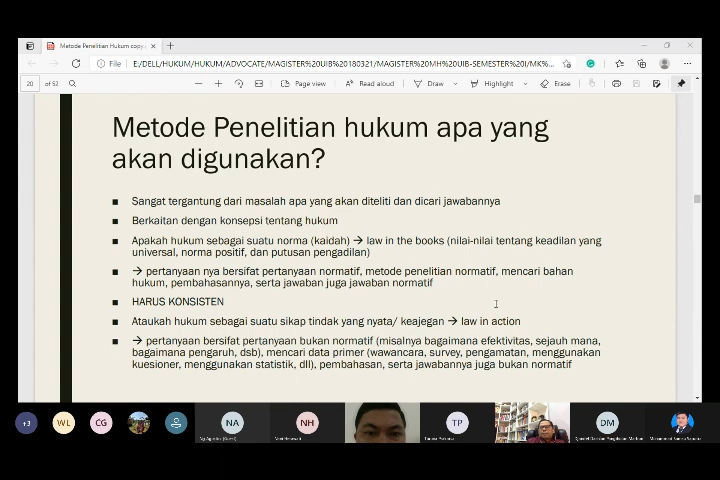 Metode Penelitian Hukum copy
File
E:/DELL/HUKUM/HUKUM/ADVOCATE/MAGISTER%20UIB%20180321/MAGISTER%20MH%20UIB-SEMESTER%20I/MK%...
20 of 52
Page view
Read aloud
Draw
Highlight
Erase
Metode Penelitian hukum apa yang
akan digunakan?
■ Sangat tergantung dari masalah apa yang akan diteliti dan dicari jawabannya
■ Berkaitan dengan konsepsi tentang hukum
■ Apakah hukum sebagai suatu norma (kaidah) → law in the books (nilai-nilai tentang keadilan yang
universal, norma positif, dan putusan pengadilan)
■ → pertanyaan nya bersifat pertanyaan normatif, metode penelitian normatif, mencari bahan
hukum, pembahasannya, serta jawaban juga jawaban normatif
■ HARUS KONSISTEN
■ Ataukah hukum sebagai suatu sikap tindak yang nyata/ keajegan → law in action
■ → pertanyaan bersifat pertanyaan bukan normatif (misalnya bagaimana efektivitas, sejauh mana,
bagaimana pengaruh, dsb), mencari data primer (wawancara, survey, pengamatan, menggunakan
kuesioner, menggunakan statistik, dll), pembahasan, serta jawabannya juga bukan normatif
+3
WL
CG
NA
NH
TP
DM